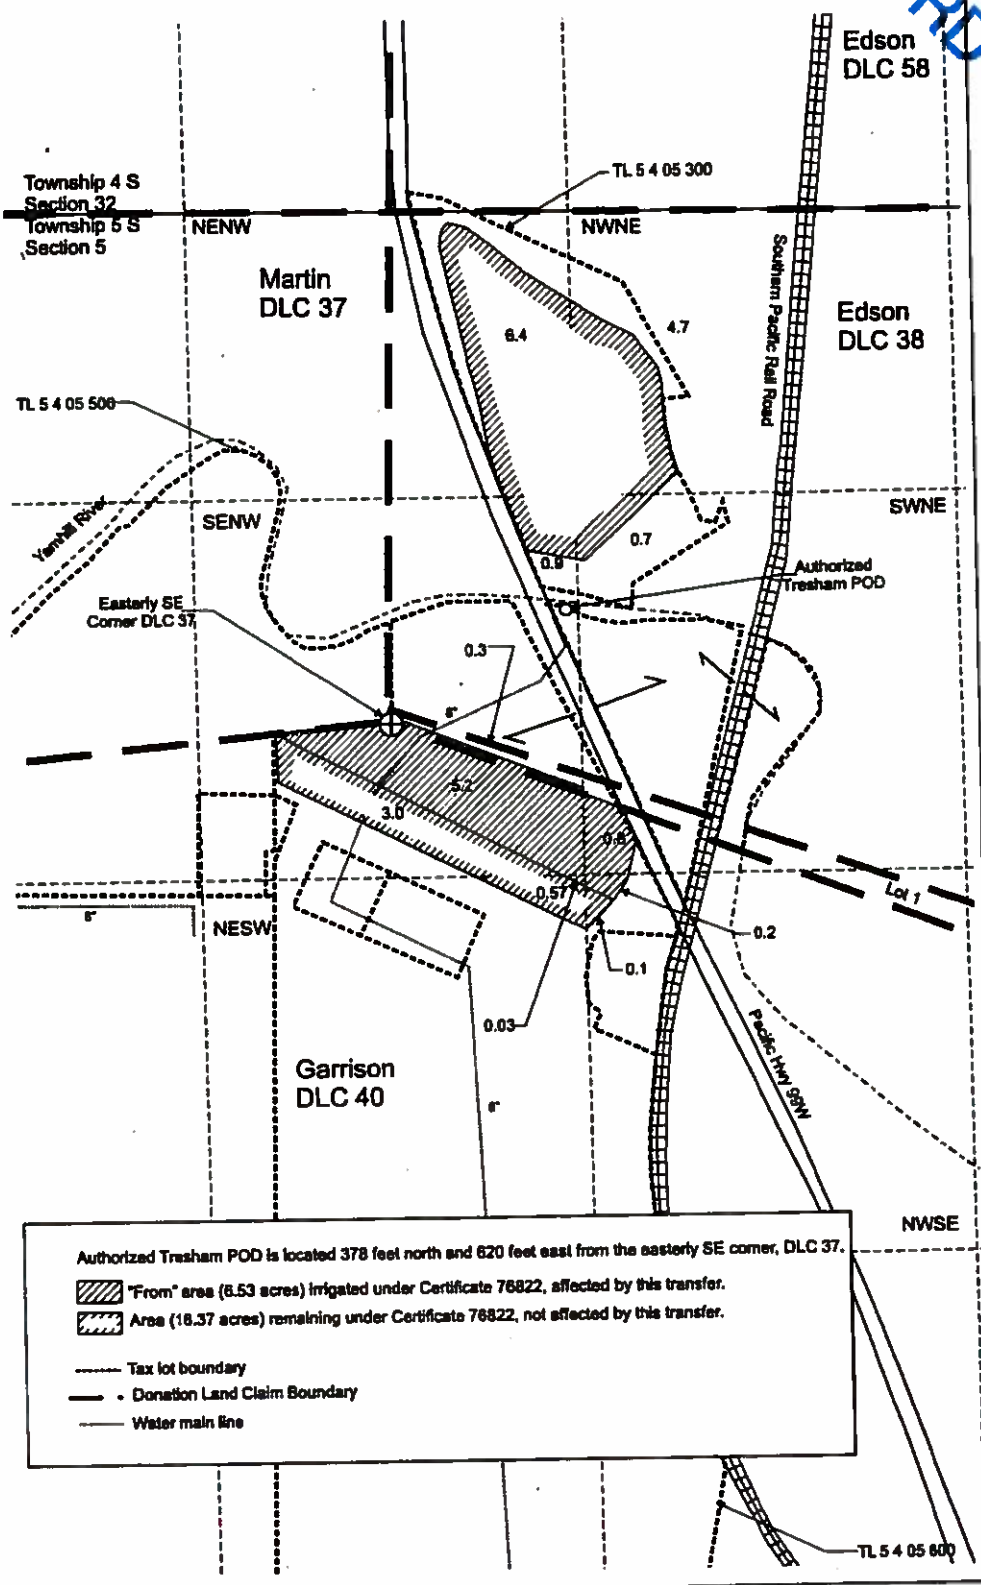 Edson
DLC 58
TL 5 4 05 300
Township 4 S
Section 32
Township 5 S
Section 5
NENW
NWNE
Martin
DLC 37
6.4
4.7
Southern Pacific Rail Road
Edson
DLC 38
TL 5 4 05 500
Yamhill River
SENW
SWNE
0.7
0.9
Authorized
Tresham POD
Easterly SE
Corner DLC 37
0.3
8"
5.2
3.0
0.57
Lot 1
6"
NESW
0.2
0.1
0.03
Pacific Hwy 99W
Garrison
DLC 40
NWSE
Authorized Tresham POD is located 378 feet north and 620 feet east from the easterly SE corner, DLC 37.
"From" area (6.53 acres) irrigated under Certificate 76822, affected by this transfer.
Area (16.37 acres) remaining under Certificate 76822, not affected by this transfer.
Tax lot boundary
Donation Land Claim Boundary
Water main line
TL 5 4 05 600